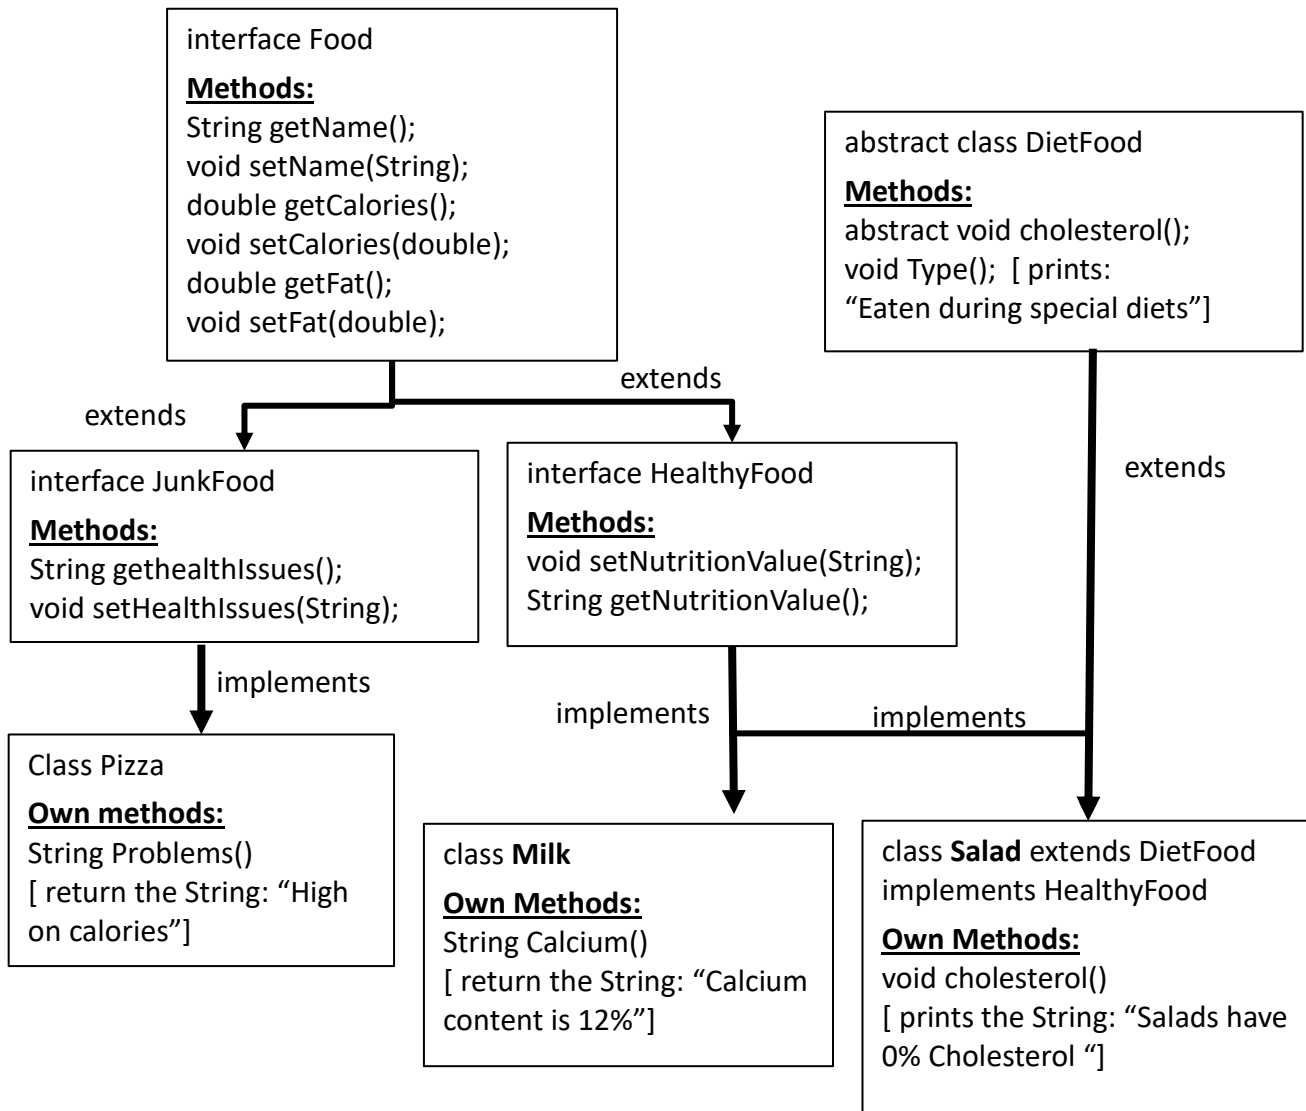 interface Food
Methods:
String getName();
void setName(String);
double getCalories();
void setCalories(double);
double getFat();
void setFat(double);
abstract class DietFood
Methods:
abstract void cholesterol();
void Type();  [ prints:
“Eaten during special diets”]
extends
extends
extends
interface JunkFood
Methods:
String gethealthIssues();
void setHealthIssues(String);
interface HealthyFood
Methods:
void setNutritionValue(String);
String getNutritionValue();
implements
implements
implements
Class Pizza
Own methods:
String Problems()
[ return the String: “High
on calories”]
class Milk
Own Methods:
String Calcium()
[ return the String: “Calcium
content is 12%”]
class Salad extends DietFood
implements HealthyFood
Own Methods:
void cholesterol()
[ prints the String: “Salads have
0% Cholesterol “]